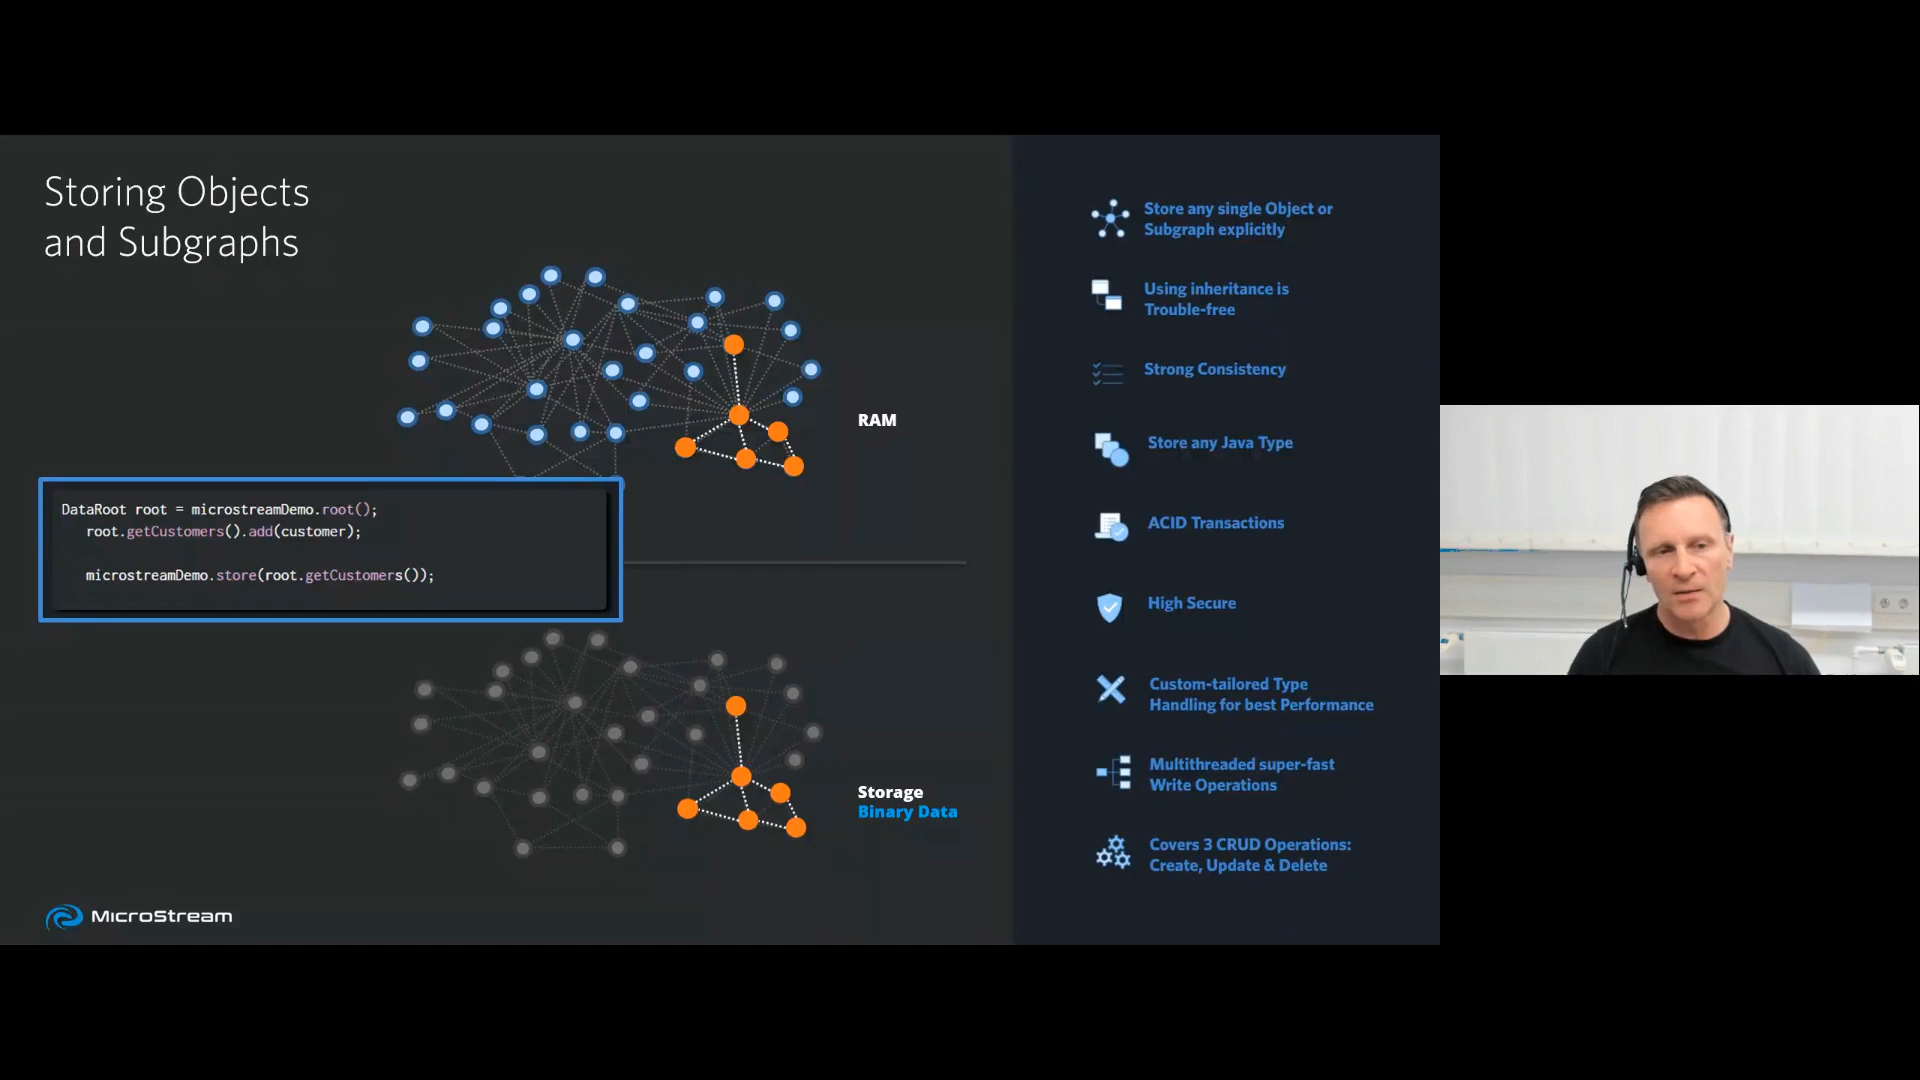 Storing Objects
and Subgraphs
RAM
DataRoot root = microstreamDemo.root();
root.getCustomers().add(customer);
microstreamDemo.store(root.getCustomers());
Storage
Binary Data
MicroStream
Store any single Object or
Subgraph explicitly
Using inheritance is
Trouble-free
Strong Consistency
Store any Java Type
ACID Transactions
High Secure
Custom-tailored Type
Handling for best Performance
Multithreaded super-fast
Write Operations
Covers 3 CRUD Operations:
Create, Update & Delete